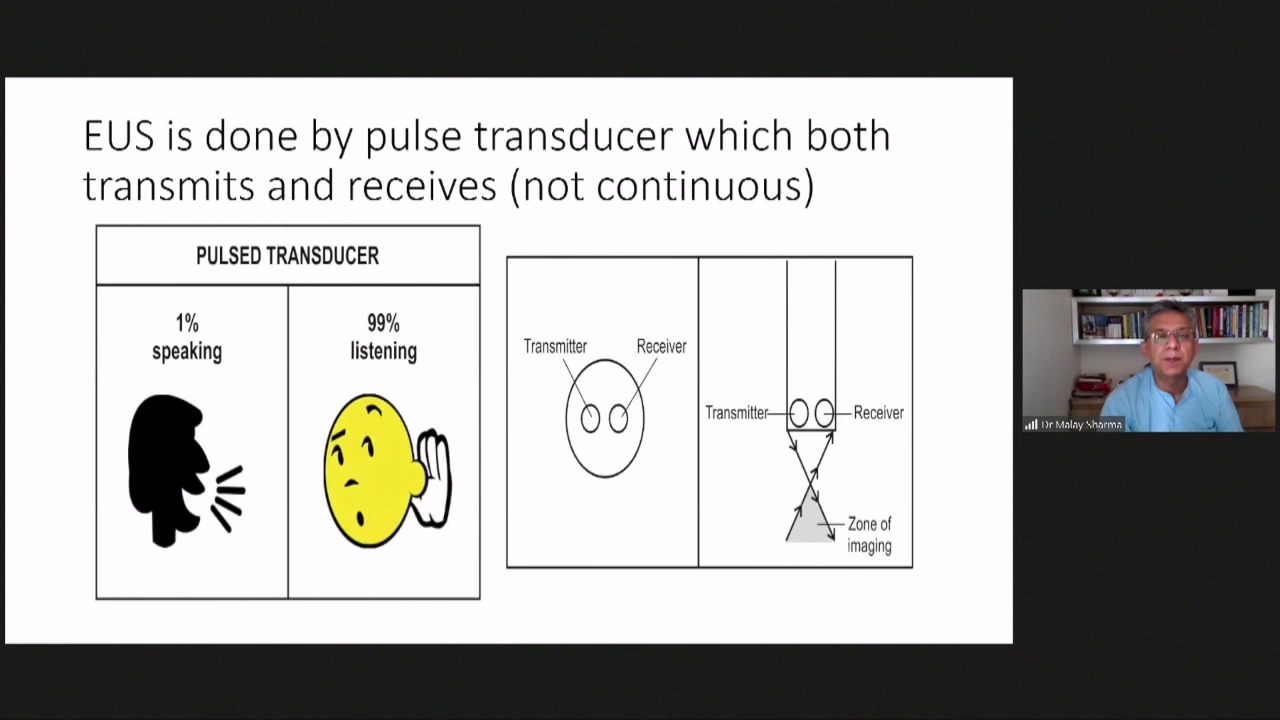 EUS is done by pulse transducer which both
transmits and receives (not continuous)
PULSED TRANSDUCER
1%
speaking
99%
listening
Transmitter
Receiver
Transmitter
Receiver
Zone of
imaging
Dr Malay Sharma